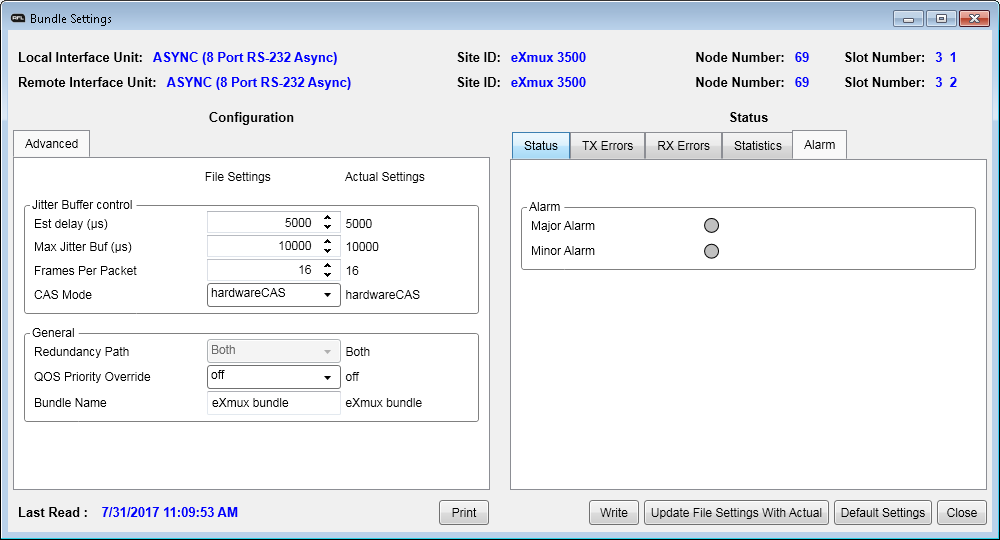 RFL Bundle Settings
Local Interface Unit: ASYNC (8 Port RS-232 Async) Site ID: eXmux 3500 Node Number: 69 Slot Number: 3 1
Remote Interface Unit: ASYNC (8 Port RS-232 Async) Site ID: eXmux 3500 Node Number: 69 Slot Number: 3 2
Configuration
Advanced
File Settings Actual Settings
Jitter Buffer control
Est delay (µs) 5000 5000
Max Jitter Buf (µs) 10000 10000
Frames Per Packet 16 16
CAS Mode hardwareCAS hardwareCAS
General
Redundancy Path Both Both
QOS Priority Override off off
Bundle Name eXmux bundle eXmux bundle
Status
Status TX Errors RX Errors Statistics Alarm
Alarm
Major Alarm
Minor Alarm
Last Read : 7/31/2017 11:09:53 AM Print Write Update File Settings With Actual Default Settings Close